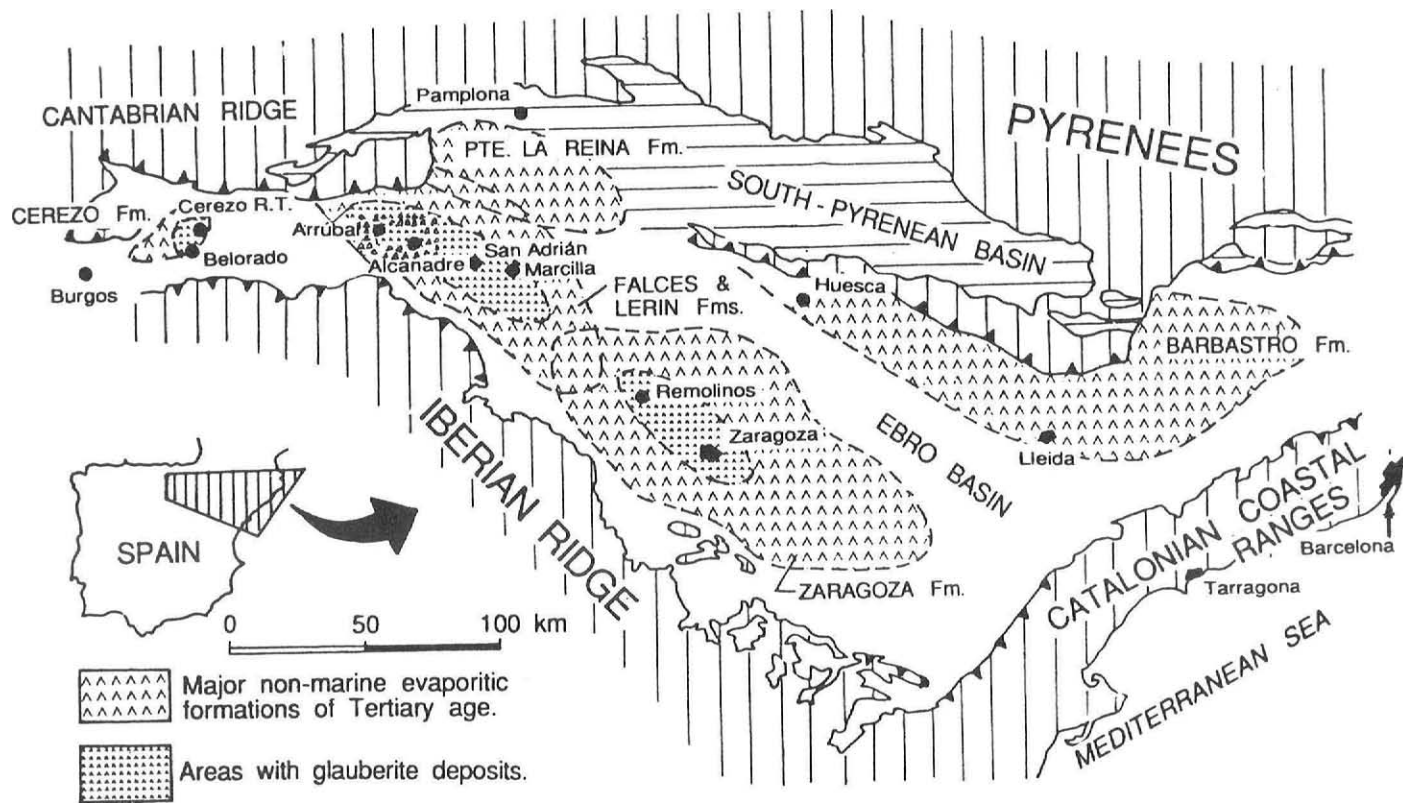 CANTABRIAN RIDGE
Pamplona
PYRENEES
PTE. LA REINA Fm.
SOUTH-PYRENEAN BASIN
CEREZO Fm.
Cerezo R.T.
Arrúbal
San Adrián
Belorado
Alcanadre
Marcilla
Burgos
FALCES &
LERIN Fms.
Huesca
BARBASTRO Fm.
Remolinos
IBERIAN RIDGE
Zaragoza
EBRO BASIN
Lleida
SPAIN
CATALONIAN COASTAL
RANGES
Barcelona
ZARAGOZA Fm.
Tarragona
MEDITERRANEAN SEA
0 50 100 km
Major non-marine evaporitic
formations of Tertiary age.
Areas with glauberite deposits.